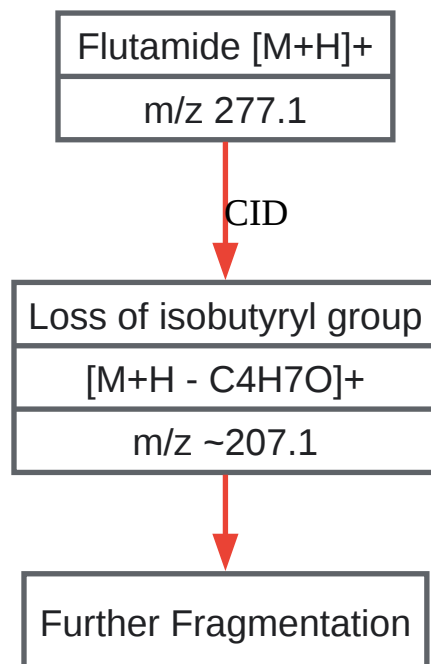 Flutamide [M+H]+
m/z 277.1
CID
Loss of isobutyryl group
[M+H - C4H7O]+
m/z ~207.1
Further Fragmentation